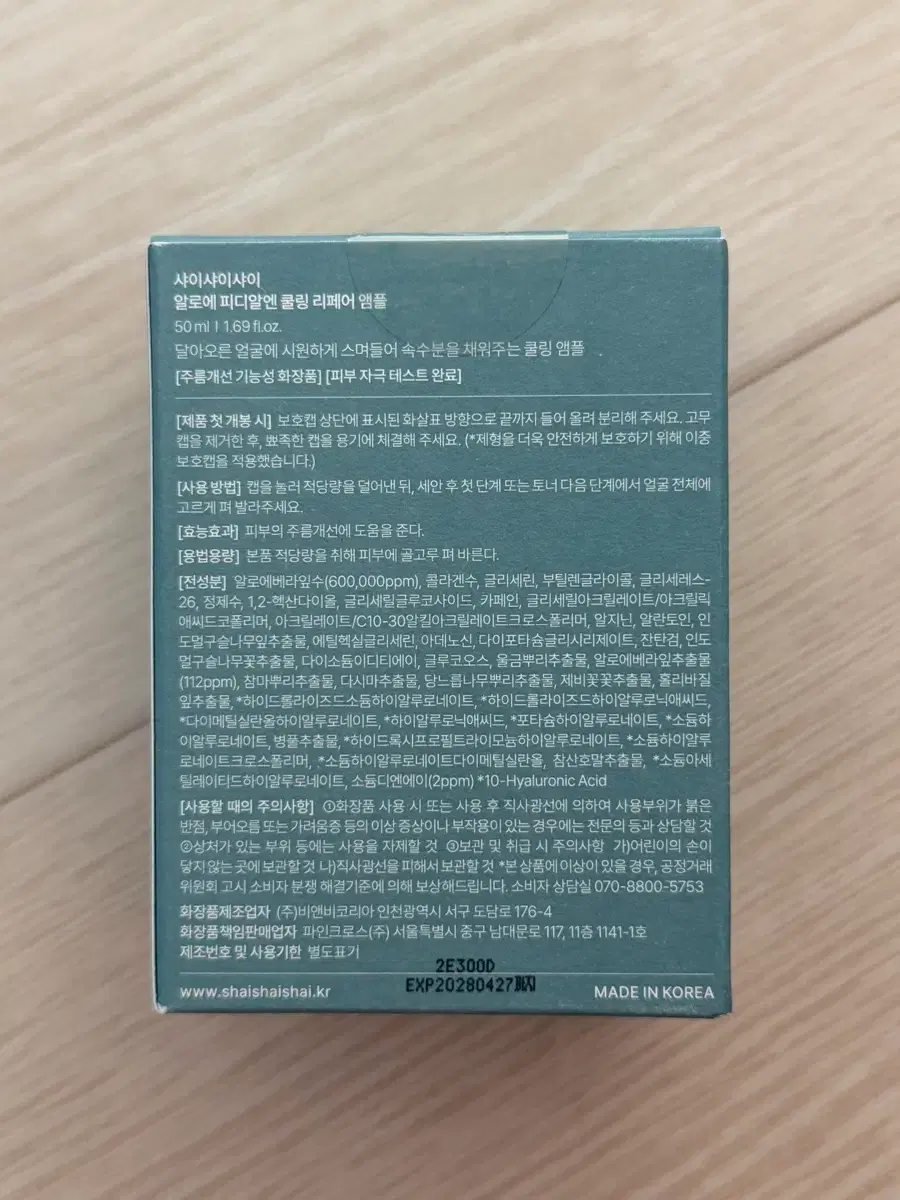 샤이샤이샤이
알로에 피디알엔 쿨링 리페어 앰플
50 ml | 1.69 fl.oz.
달아오른 얼굴에 시원하게 스며들어 속수분을 채워주는 쿨링 앰플
[주름개선 기능성 화장품] [피부 자극 테스트 완료]
[제품 첫 개봉 시] 보호캡 상단에 표시된 화살표 방향으로 끝까지 들어 올려 분리해 주세요. 고무
캡을 제거한 후, 뾰족한 캡을 용기에 체결해 주세요. (*제형을 더욱 안전하게 보호하기 위해 이중
보호캡을 적용했습니다.)
[사용 방법] 캡을 눌러 적당량을 덜어낸 뒤, 세안 후 첫 단계 또는 토너 다음 단계에서 얼굴 전체에
고르게 펴 발라주세요.
[효능효과] 피부의 주름개선에 도움을 준다.
[용법용량] 본품 적당량을 취해 피부에 골고루 펴 바른다.
[전성분] 알로에베라잎수(600,000ppm), 콜라겐수, 글리세린, 부틸렌글라이콜, 글리세레스-
26, 정제수, 1,2-헥산다이올, 글리세릴글루코사이드, 카페인, 글리세릴아크릴레이트/아크릴릭
애씨드코폴리머, 아크릴레이트/C10-30알킬아크릴레이트크로스폴리머, 알지닌, 알란토인, 인
도멀구슬나무잎추출물, 에틸헥실글리세린, 아데노신, 다이포타슘글리시리제이트, 잔탄검, 인도
멀구슬나무꽃추출물, 다이소듐이디티에이, 글루코오스, 울금뿌리추출물, 알로에베라잎추출물
(112ppm), 참마뿌리추출물, 다시마추출물, 당느릅나무뿌리추출물, 제비꽃꽃추출물, 홀리바질
잎추출물, *하이드롤라이즈드소듐하이알루로네이트, *하이드롤라이즈드하이알루로닉애씨드,
*다이메틸실란올하이알루로네이트, *하이알루로닉애씨드, *포타슘하이알루로네이트, *소듐하
이알루로네이트, 병풀추출물, *하이드록시프로필트라이모늄하이알루로네이트, *소듐하이알루
로네이트크로스폴리머, *소듐하이알루로네이트다이메틸실란올, 참산호말추출물, *소듐아세
틸레이티드하이알루로네이트, 소듐디엔에이(2ppm) *10-Hyaluronic Acid
[사용할 때의 주의사항] ①화장품 사용 시 또는 사용 후 직사광선에 의하여 사용부위가 붉은
반점, 부어오름 또는 가려움증 등의 이상 증상이나 부작용이 있는 경우에는 전문의 등과 상담할 것
②상처가 있는 부위 등에는 사용을 자제할 것 ③보관 및 취급 시 주의사항 가)어린이의 손이
닿지 않는 곳에 보관할 것 나)직사광선을 피해서 보관할 것 *본 상품에 이상이 있을 경우, 공정거래
위원회 고시 소비자 분쟁 해결기준에 의해 보상해드립니다. 소비자 상담실 070-8800-5753
화장품제조업자 (주)비앤비코리아 인천광역시 서구 도담로 176-4
화장품책임판매업자 파인크로스(주) 서울특별시 중구 남대문로 117, 11층 1141-1호
제조번호 및 사용기한 별도표기
2E300D
EXP20280427까지
www.shaishaishai.kr
MADE IN KOREA